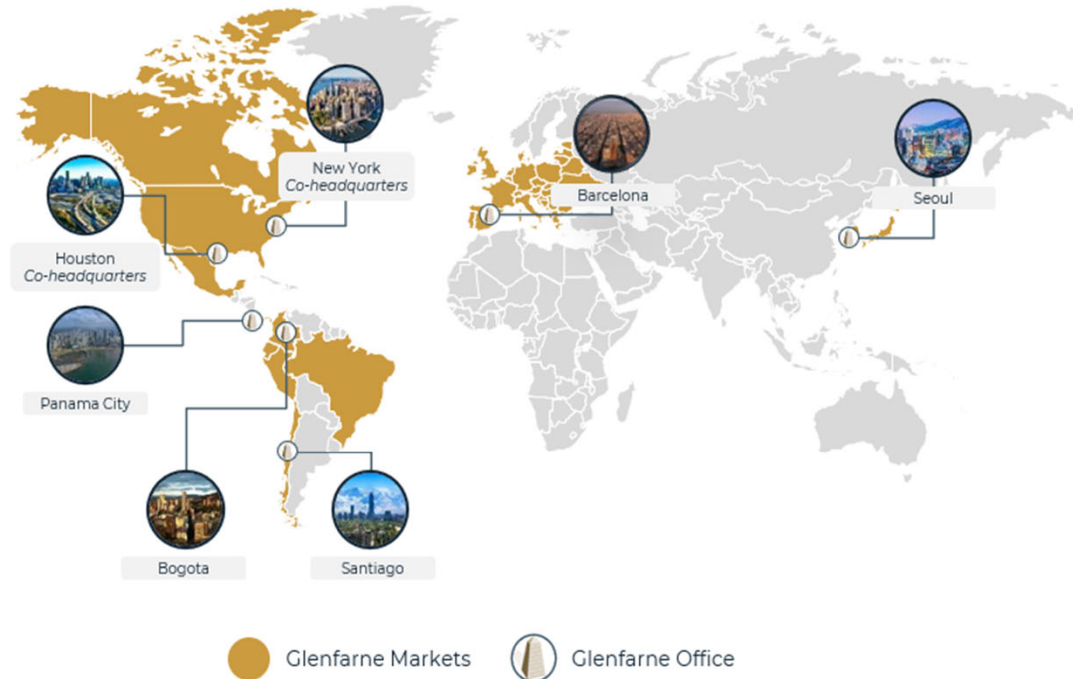 New York
Co-headquarters
Barcelona
Seoul
Houston
Co-headquarters
Panama City
Bogota
Santiago
Glenfarne Markets
Glenfarne Office